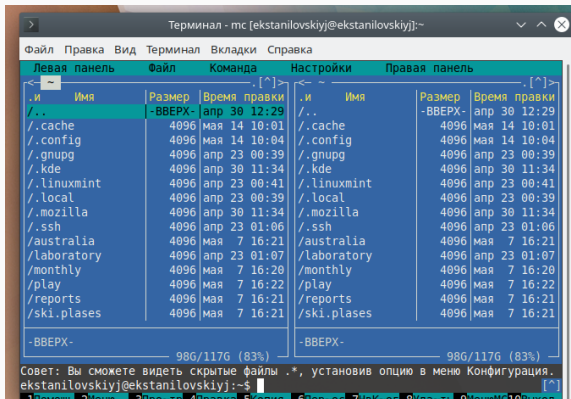 Терминал - mc [ekstanilovskiyj@ekstanilovskiyj]:~
Файл Правка Вид Терминал Вкладки Справка
Левая панель Файл Команда Настройки Правая панель
<- ~ .[^]> <- ~ .[^]>
.и Имя Размер Время правки .и Имя Размер Время правки
/.. -ВВЕРХ- апр 30 12:29 /.. -ВВЕРХ- апр 30 12:29
/.cache 4096 мая 14 10:01 /.cache 4096 мая 14 10:01
/.config 4096 мая 14 10:04 /.config 4096 мая 14 10:04
/.gnupg 4096 апр 23 00:39 /.gnupg 4096 апр 23 00:39
/.kde 4096 апр 30 11:34 /.kde 4096 апр 30 11:34
/.linuxmint 4096 апр 23 00:41 /.linuxmint 4096 апр 23 00:41
/.local 4096 апр 23 00:39 /.local 4096 апр 23 00:39
/.mozilla 4096 апр 30 11:34 /.mozilla 4096 апр 30 11:34
/.ssh 4096 апр 23 01:06 /.ssh 4096 апр 23 01:06
/australia 4096 мая 7 16:21 /australia 4096 мая 7 16:21
/laboratory 4096 апр 23 01:07 /laboratory 4096 апр 23 01:07
/monthly 4096 мая 7 16:20 /monthly 4096 мая 7 16:20
/play 4096 мая 7 16:22 /play 4096 мая 7 16:22
/reports 4096 мая 7 16:21 /reports 4096 мая 7 16:21
/ski.plases 4096 мая 7 16:21 /ski.plases 4096 мая 7 16:21
-ВВЕРХ- -ВВЕРХ-
98G/117G (83%) 98G/117G (83%)
Совет: Вы сможете видеть скрытые файлы .*, установив опцию в меню Конфигурация.
ekstanilovskiyj@ekstanilovskiyj:~$ [^]